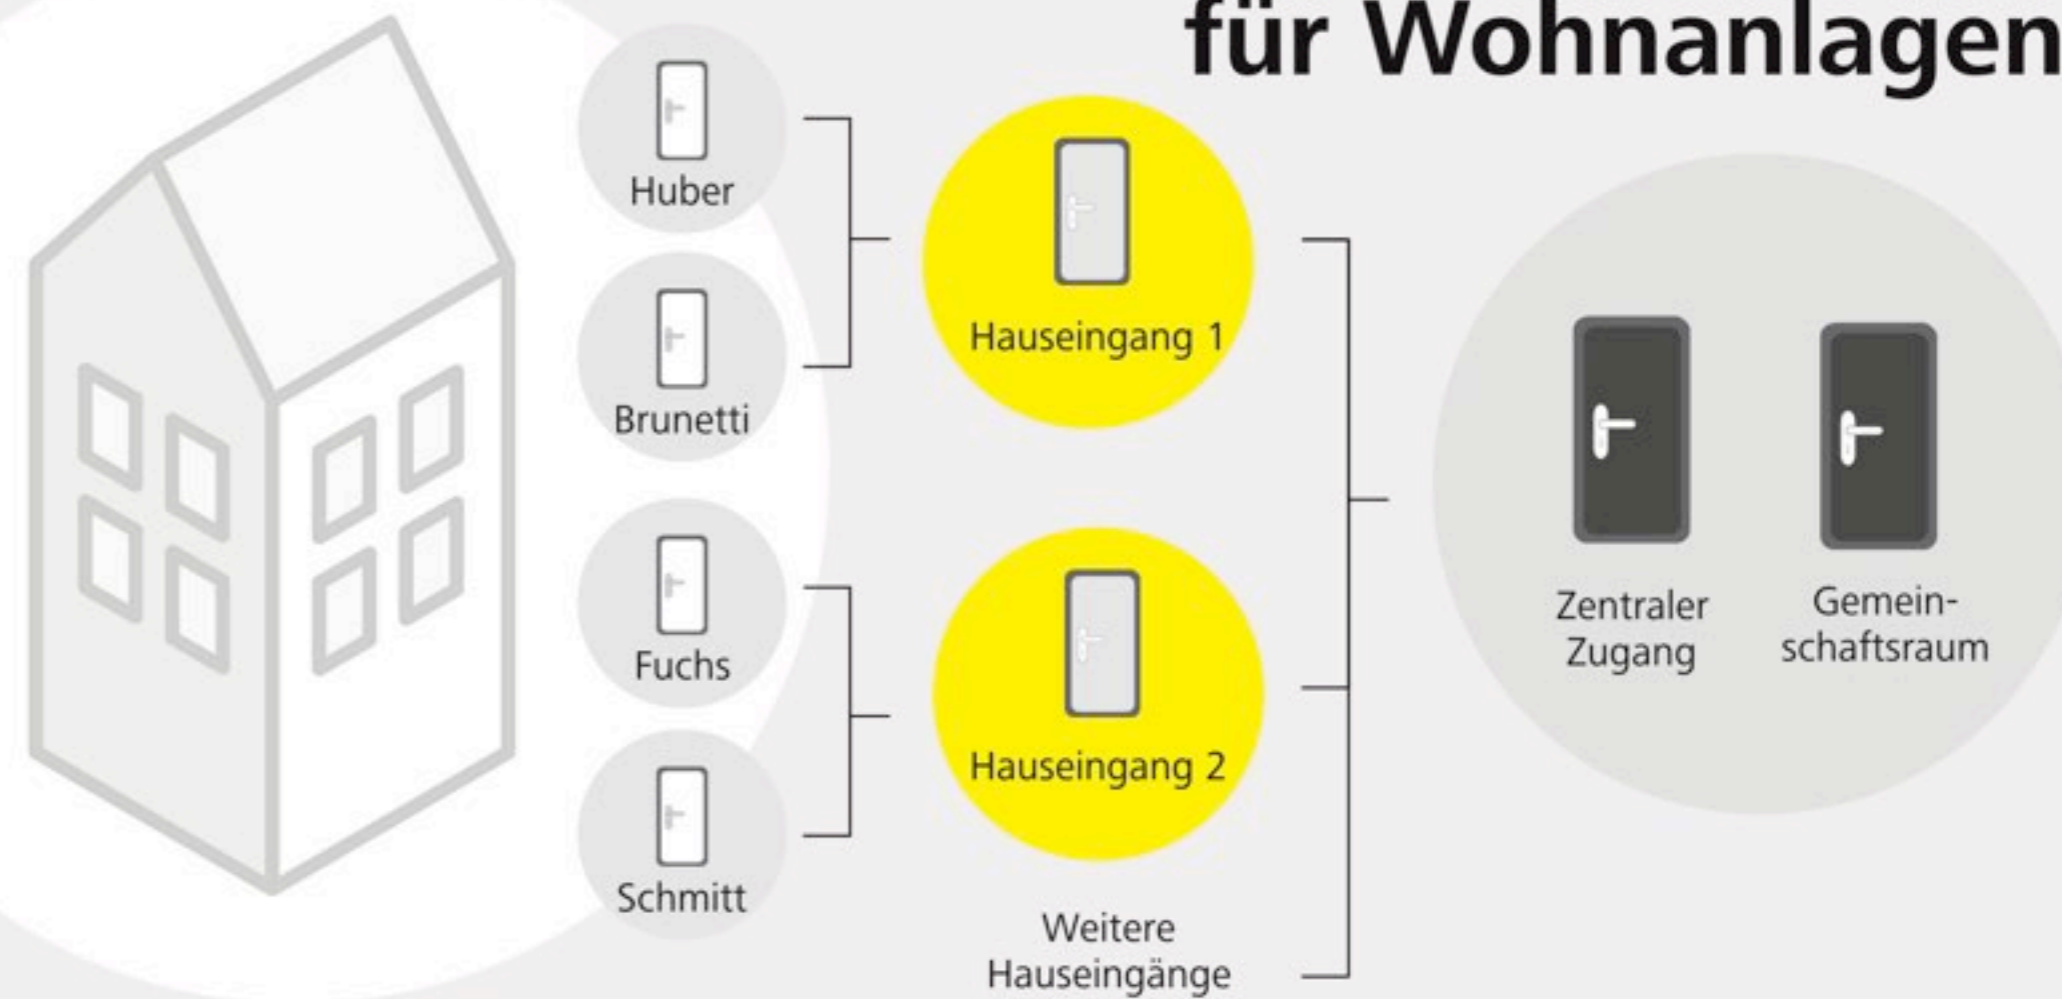 für Wohnanlagen
Huber
Brunetti
Fuchs
Schmitt
Hauseingang 1
Hauseingang 2
Weitere
Hauseingänge
Zentraler
Zugang
Gemein-
schaftsraum